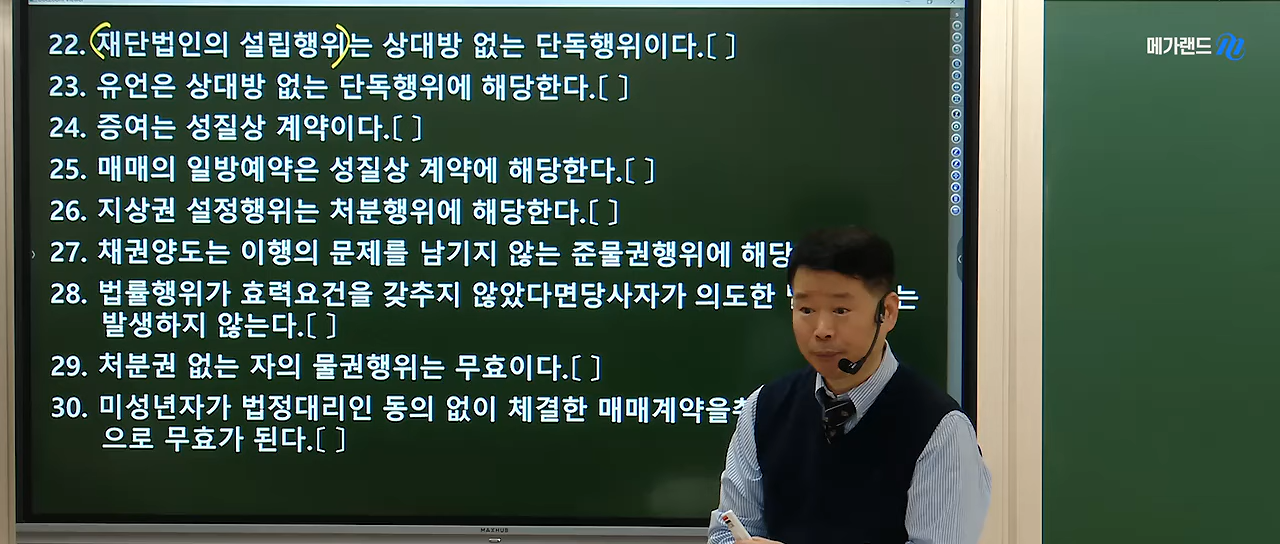 22. 재단법인의 설립행위는 상대방 없는 단독행위이다.[ ]
메가랜드
23. 유언은 상대방 없는 단독행위에 해당한다.[ ]
24. 증여는 성질상 계약이다.[ ]
25. 매매의 일방예약은 성질상 계약에 해당한다.[ ]
26. 지상권 설정행위는 처분행위에 해당한다.[ ]
27. 채권양도는 이행의 문제를 남기지 않는 준물권행위에 해당
28. 법률행위가 효력요건을 갖추지 않았다면당사자가 의도한 는
발생하지 않는다.[ ]
29. 처분권 없는 자의 물권행위는 무효이다.[ ]
30. 미성년자가 법정대리인 동의 없이 체결한 매매계약을
으로 무효가 된다.[ ]
MAXHUB